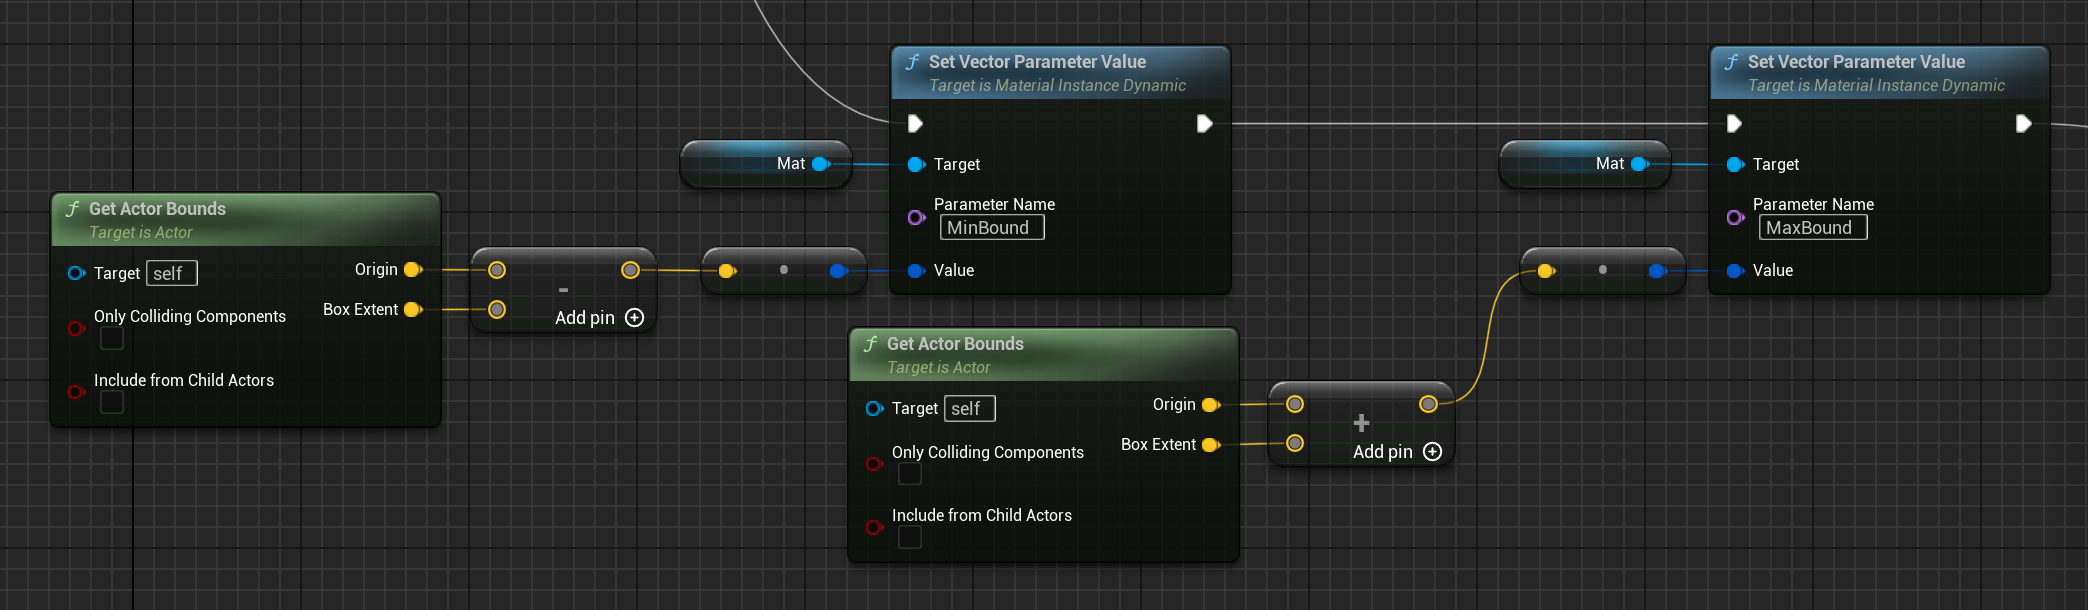 Set Vector Parameter Value
Target is Material Instance Dynamic
Mat
Target
Parameter Name
MinBound
Value
Set Vector Parameter Value
Target is Material Instance Dynamic
Mat
Target
Parameter Name
MaxBound
Value
Get Actor Bounds
Target is Actor
Target self
Origin
Only Colliding Components
Box Extent
Include from Child Actors
-
Add pin
Get Actor Bounds
Target is Actor
Target self
Origin
Only Colliding Components
Box Extent
Include from Child Actors
+
Add pin